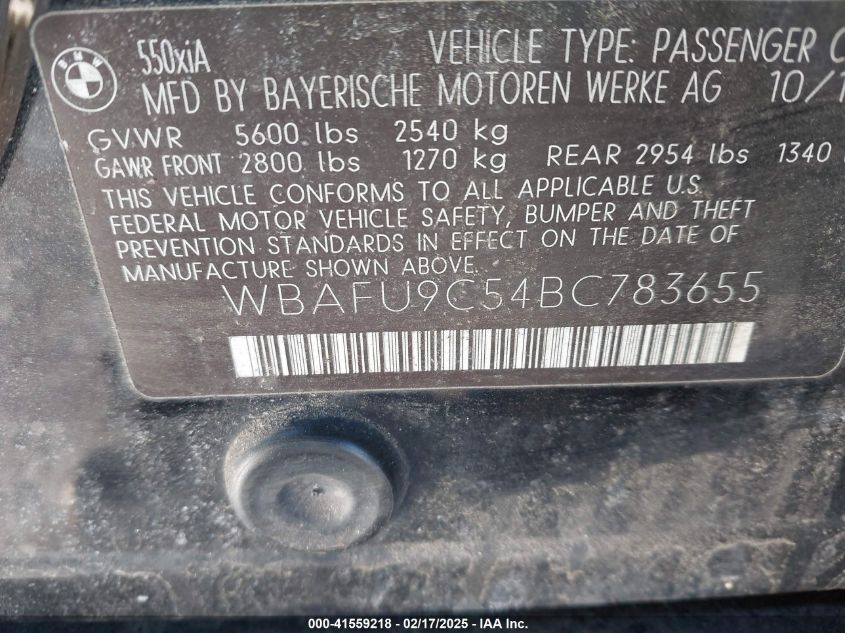 BMW
550xiA
VEHICLE TYPE: PASSENGER C
MFD BY BAYERISCHE MOTOREN WERKE AG 10/1
GVWR 5600 lbs 2540 kg
GAWR FRONT 2800 lbs 1270 kg REAR 2954 lbs 1340
THIS VEHICLE CONFORMS TO ALL APPLICABLE U.S.
FEDERAL MOTOR VEHICLE SAFETY, BUMPER AND THEFT
PREVENTION STANDARDS IN EFFECT ON THE DATE OF
MANUFACTURE SHOWN ABOVE.
WBAFU9C54BC783655
000-41559218 - 02/17/2025 - ©IAA, Inc.